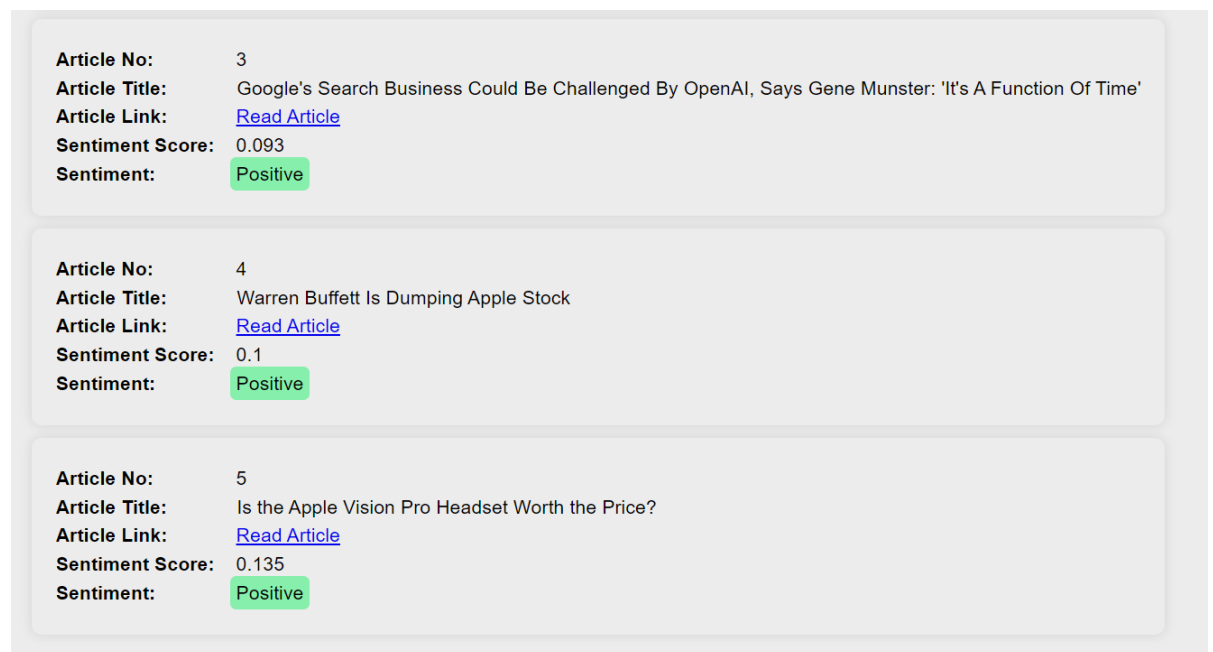 Article No: 3
Article Title: Google's Search Business Could Be Challenged By OpenAI, Says Gene Munster: 'It's A Function Of Time'
Article Link: Read Article
Sentiment Score: 0.093
Sentiment: Positive
Article No: 4
Article Title: Warren Buffett Is Dumping Apple Stock
Article Link: Read Article
Sentiment Score: 0.1
Sentiment: Positive
Article No: 5
Article Title: Is the Apple Vision Pro Headset Worth the Price?
Article Link: Read Article
Sentiment Score: 0.135
Sentiment: Positive